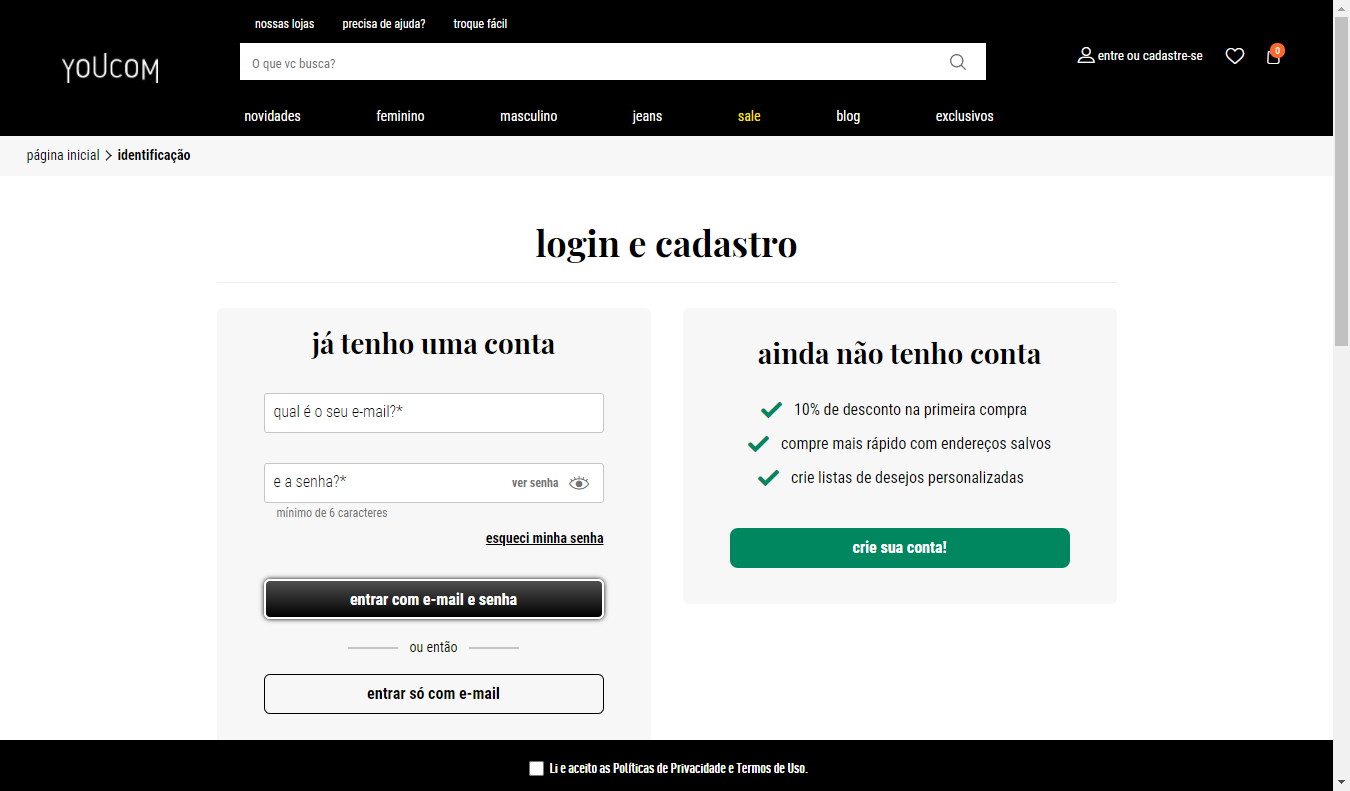 nossas lojas precisa de ajuda? troque fácil
YOUCOM
O que vc busca?
entre ou cadastre-se
0
novidades feminino masculino jeans sale blog exclusivos
página inicial > identificação
login e cadastro
já tenho uma conta
qual é o seu e-mail?*
e a senha?* ver senha
mínimo de 6 caracteres
esqueci minha senha
entrar com e-mail e senha
ou então
entrar só com e-mail
ainda não tenho conta
10% de desconto na primeira compra
compre mais rápido com endereços salvos
crie listas de desejos personalizadas
crie sua conta!
Li e aceito as Políticas de Privacidade e Termos de Uso.